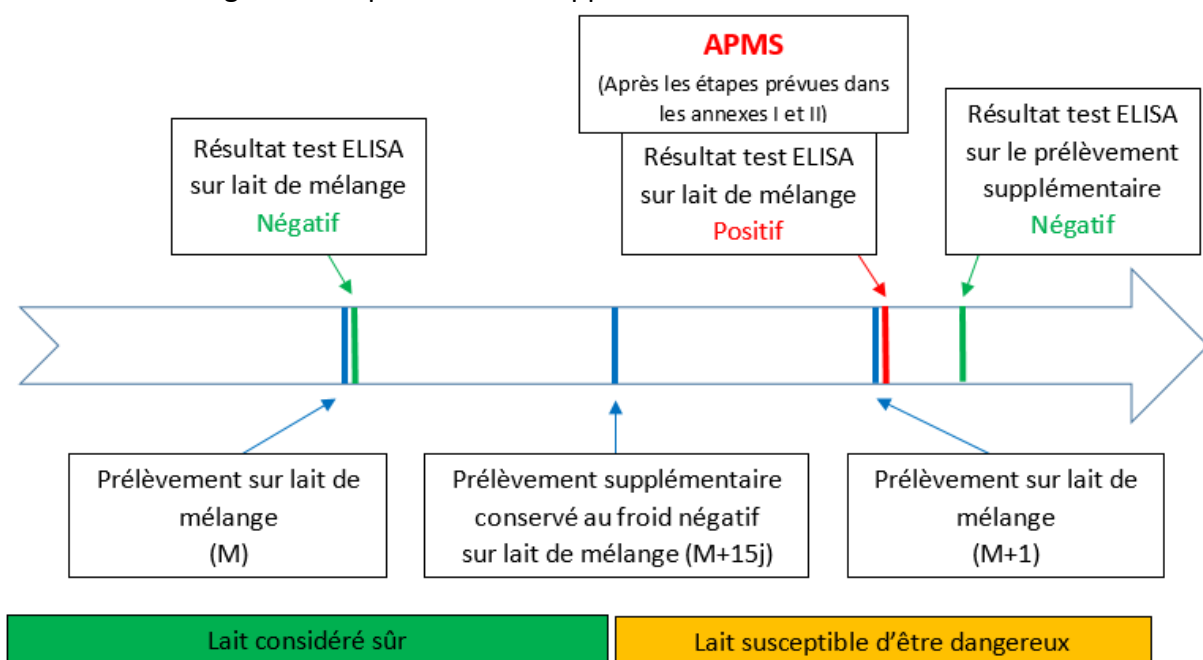 APMS
(Après les étapes prévues dans
les annexes I et II)
Résultat test ELISA
sur lait de mélange
Négatif
Résultat test ELISA
sur lait de mélange
Positif
Résultat test ELISA
sur le prélèvement
supplémentaire
Négatif
Prélèvement sur lait de
mélange
(M)
Prélèvement supplémentaire
conservé au froid négatif
sur lait de mélange (M+15j)
Prélèvement sur lait de
mélange
(M+1)
Lait considéré sûr
Lait susceptible d'être dangereux